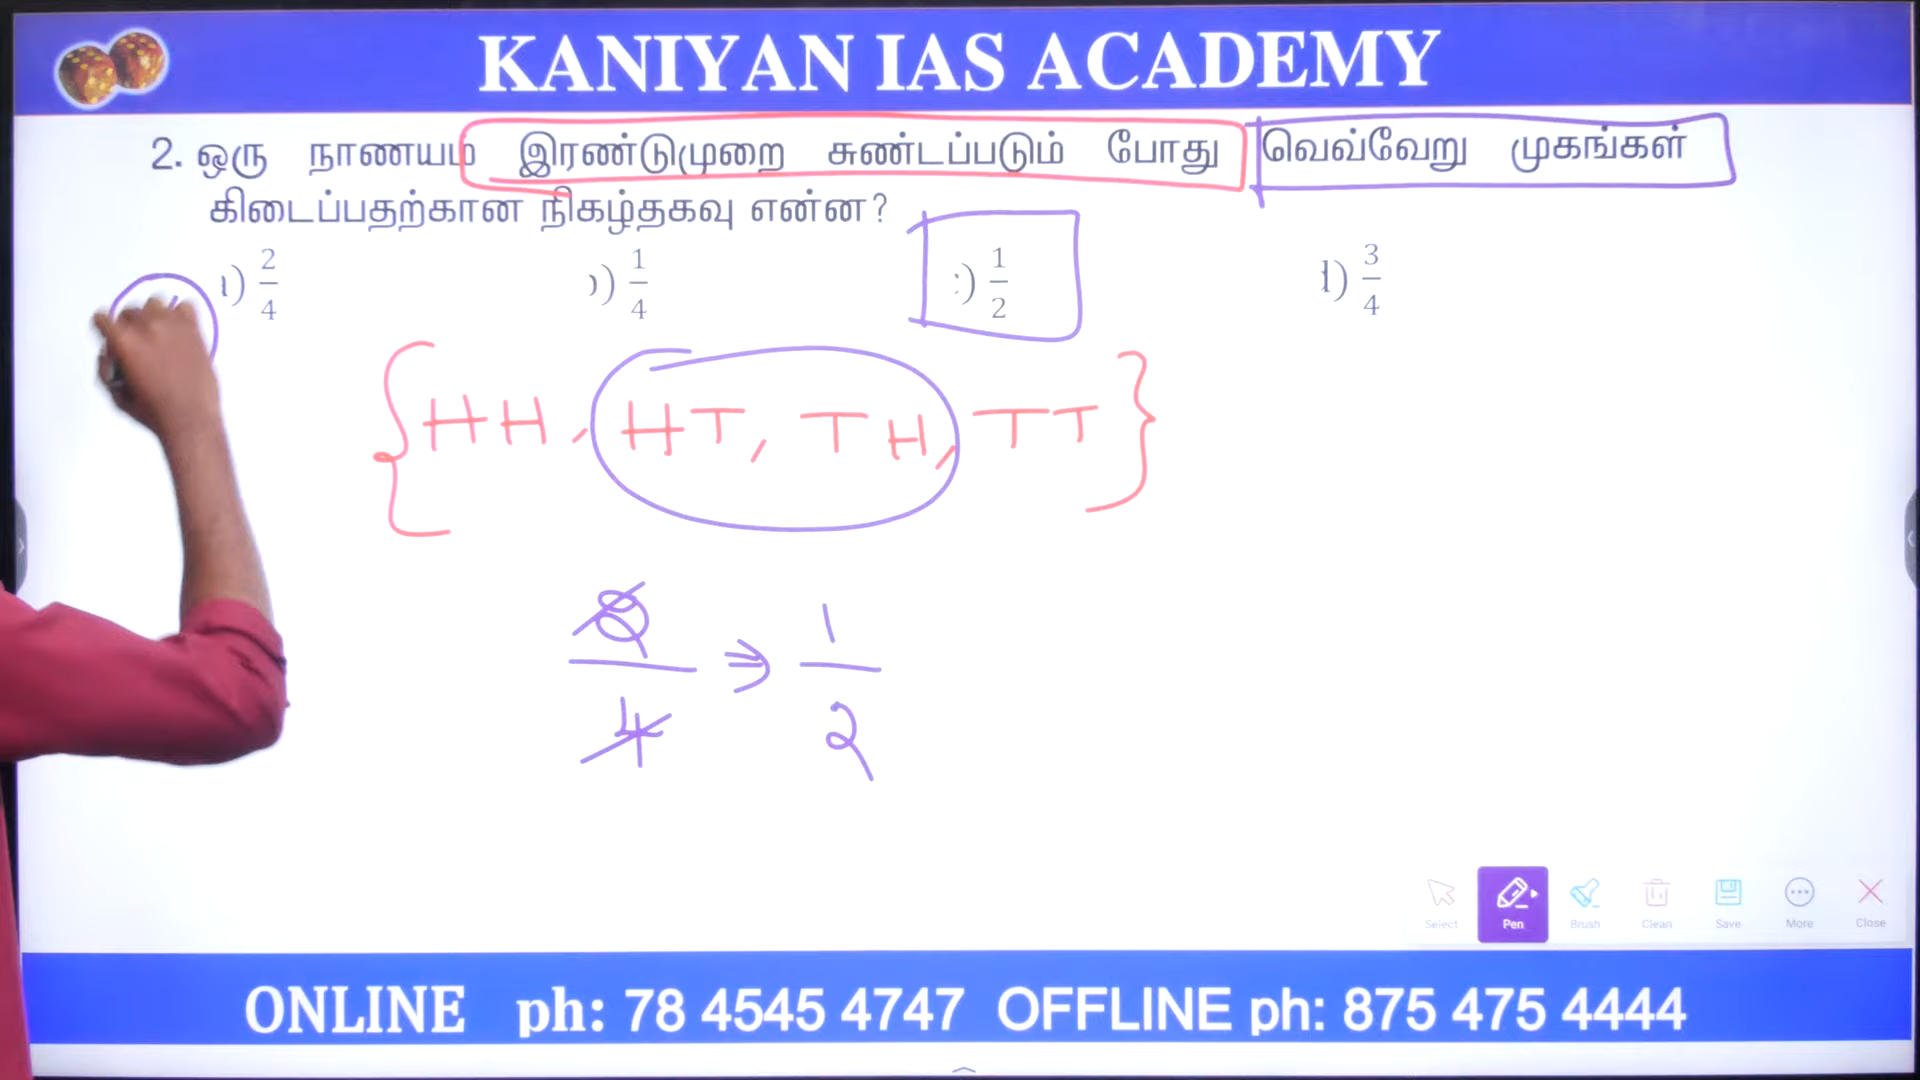 KANIYAN IAS ACADEMY
2. ஒரு நாணயம் இரண்டுமுறை சுண்டப்படும் போது வெவ்வேறு முகங்கள்
கிடைப்பதற்கான நிகழ்தகவு என்ன?
) 2/4 ) 1/4 :) 1/2 ) 3/4
{HH, HT, TH, TT}
2/4 ⇒ 1/2
Select Pen Brush Clean Save More Close
ONLINE ph: 78 4545 4747 OFFLINE ph: 875 475 4444